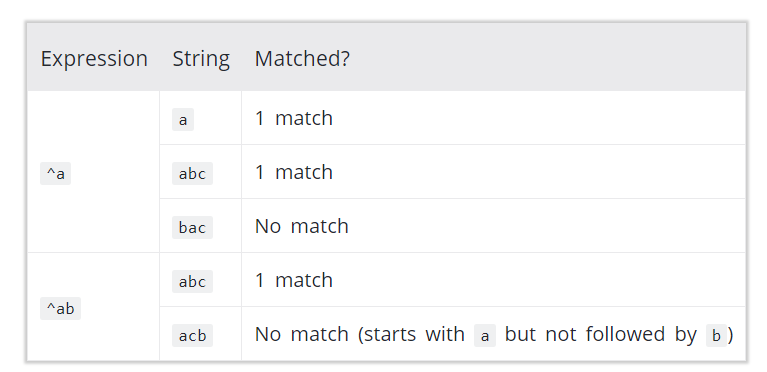 Expression String Matched?
a 1 match
^a abc 1 match
bac No match
abc 1 match
^ab
acb No match (starts with a but not followed by b )